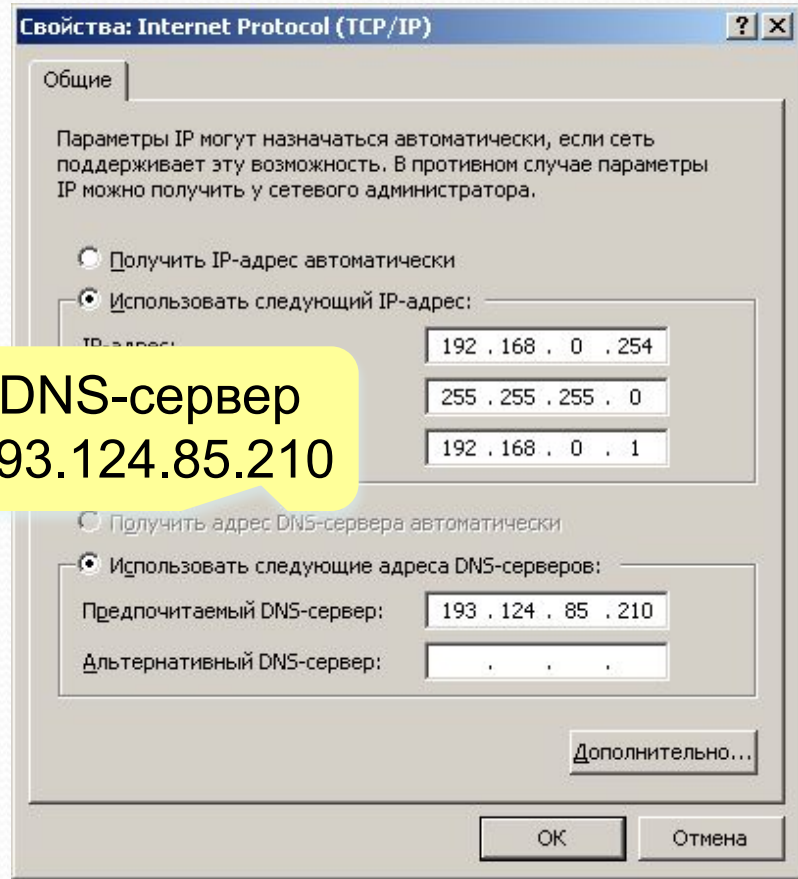 Свойства: Internet Protocol (TCP/IP)
Общие
Параметры IP могут назначаться автоматически, если сеть
поддерживает эту возможность. В противном случае параметры
IP можно получить у сетевого администратора.
Получить IP-адрес автоматически
Использовать следующий IP-адрес:
IP-адрес:
192 . 168 . 0 . 254
255 . 255 . 255 . 0
192 . 168 . 0 . 1
DNS-сервер
93.124.85.210
Получить адрес DNS-сервера автоматически
Использовать следующие адреса DNS-серверов:
Предпочитаемый DNS-сервер: 193 . 124 . 85 . 210
Альтернативный DNS-сервер: . . .
Дополнительно...
ОК Отмена